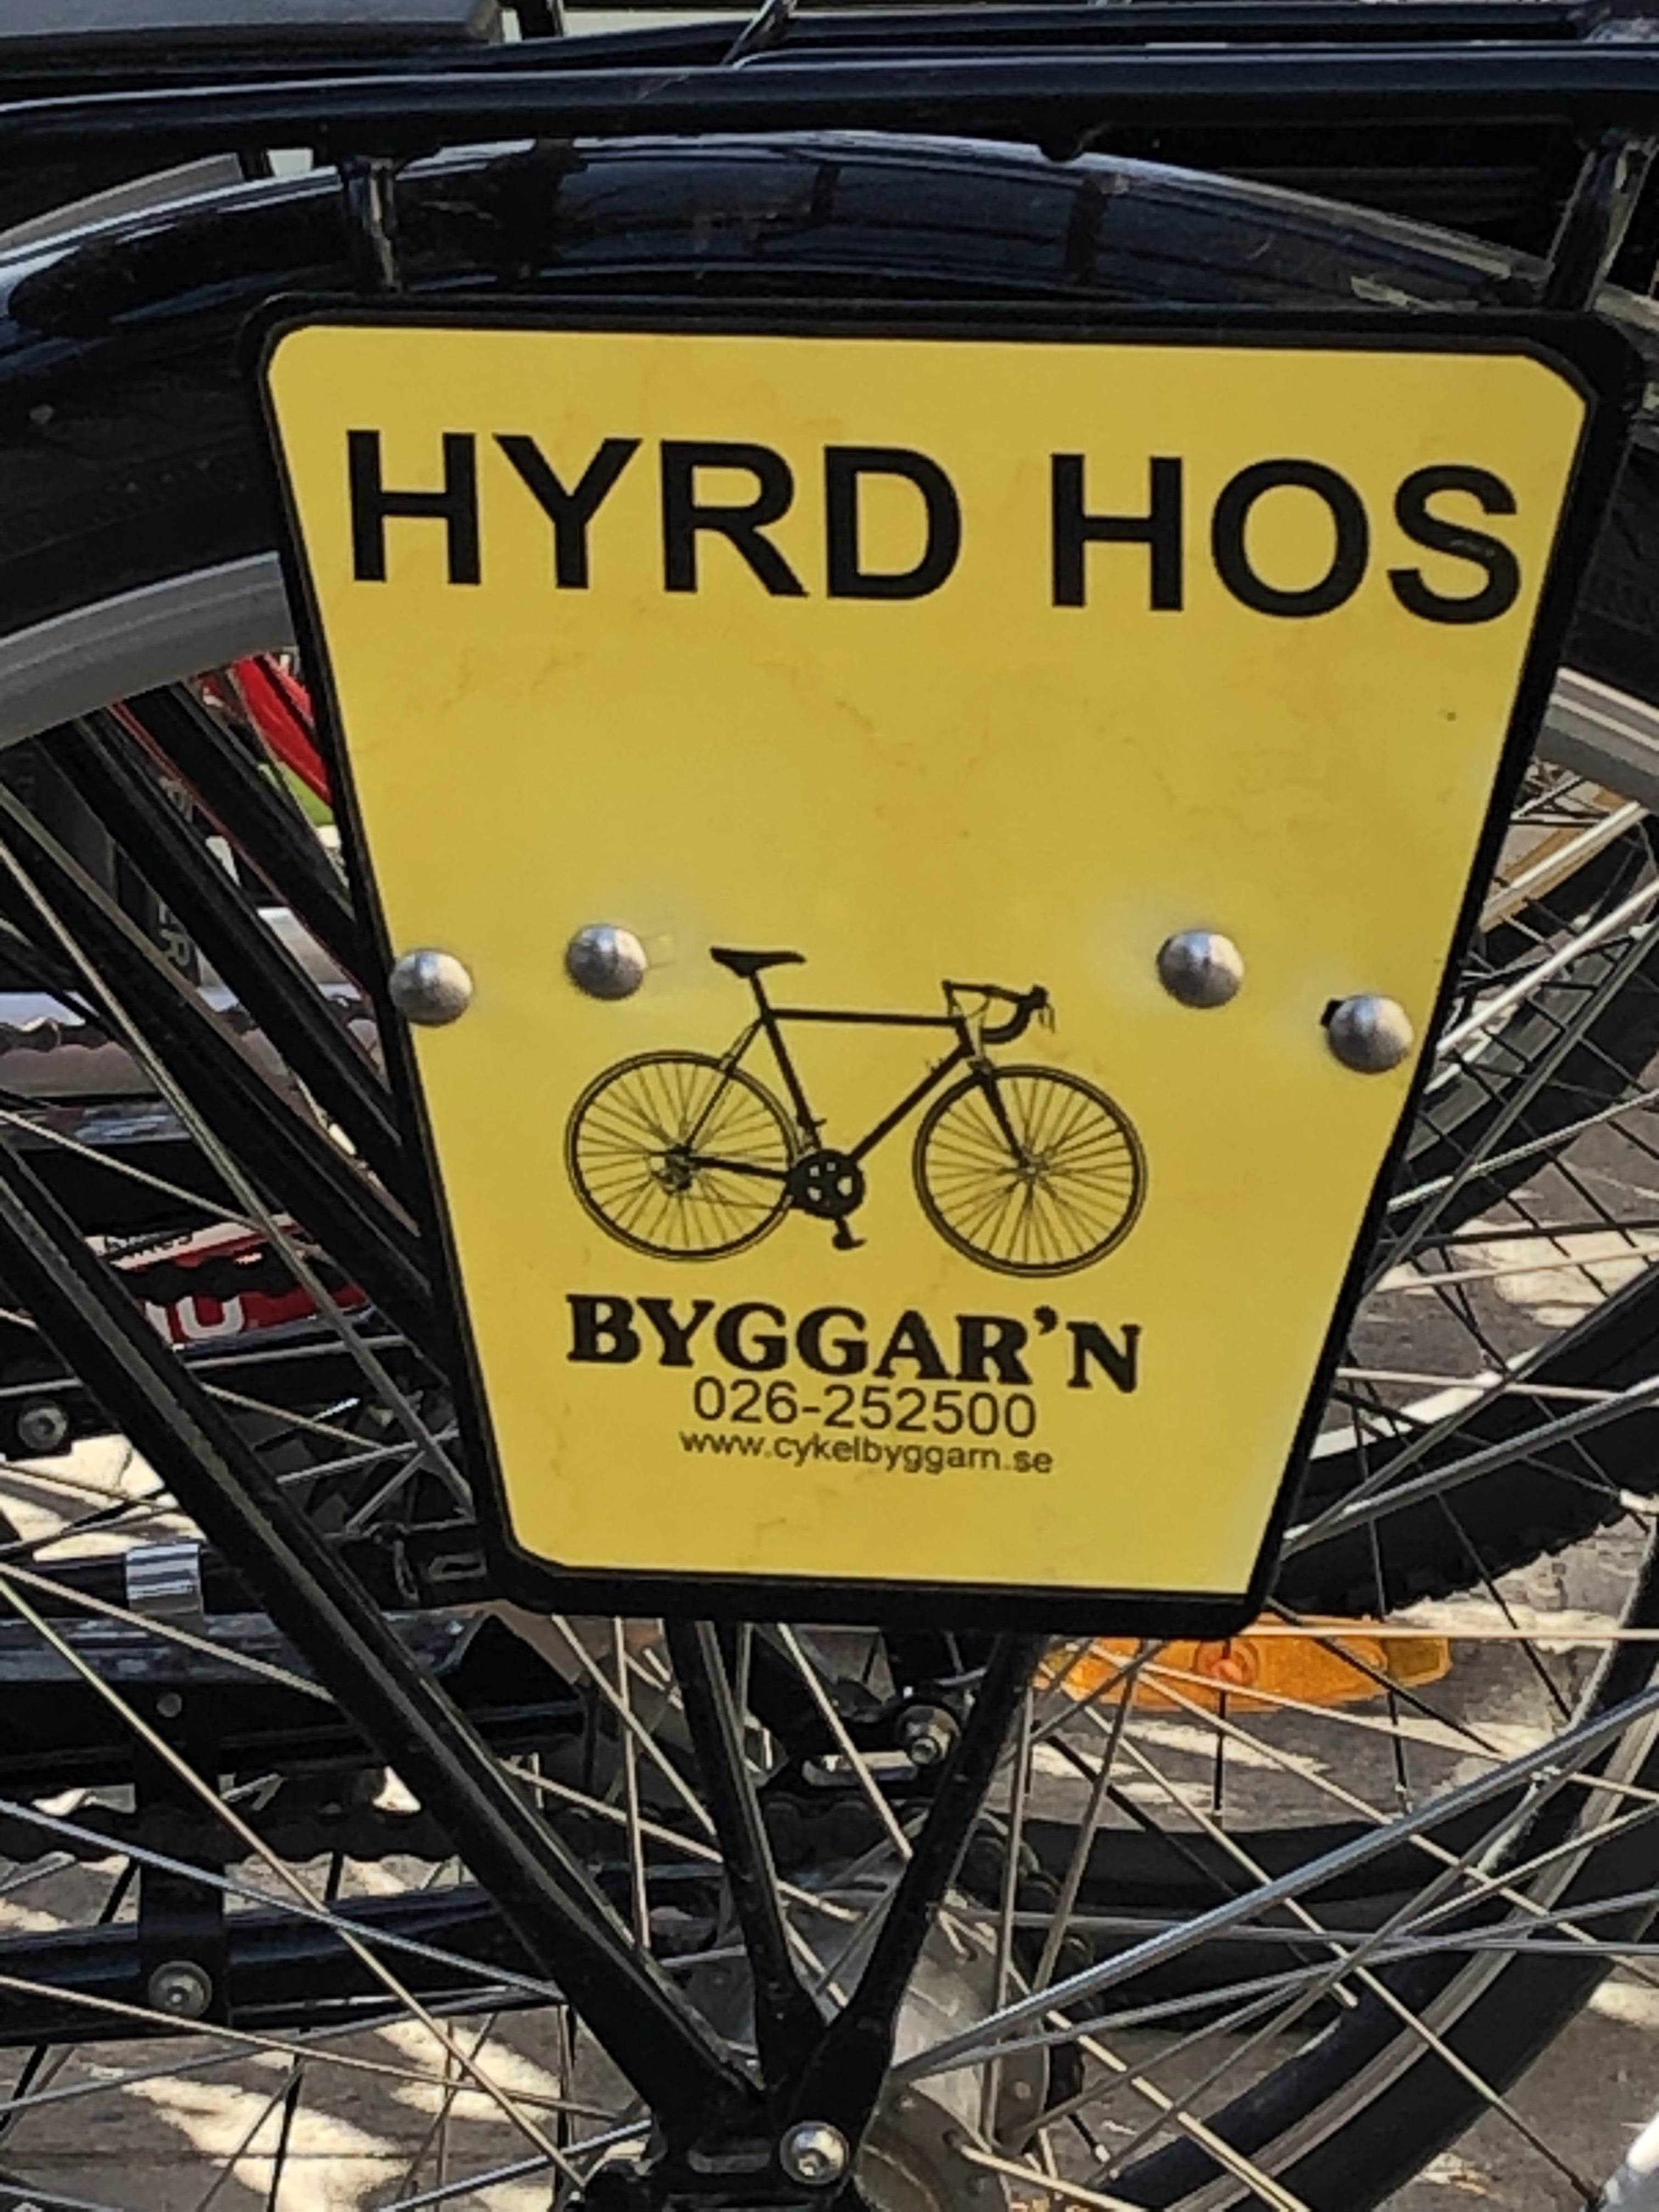 HYRD HOS
BYGGAR'N
026-252500
www.cykelbyggarn.se